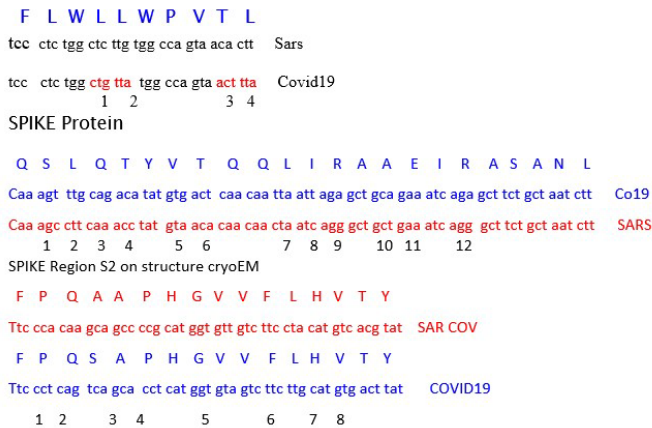 F L W L L W P V T L
tcc ctc tgg ctc ttg tgg cca gta aca ctt Sars
tcc ctc tgg ctg tta tgg cca gta act tta Covid19
1 2 3 4
SPIKE Protein
Q S L Q T Y V T Q Q L I R A A E I R A S A N L
Caa agt ttg cag aca tat gtg act caa caa tta att aga gct gca gaa atc aga gct tct gct aat ctt Co19
Caa agc ctt caa acc tat gta aca caa caa cta atc agg gct gct gaa atc agg gct tct gct aat ctt SARS
1 2 3 4 5 6 7 8 9 10 11 12
SPIKE Region S2 on structure cryoEM
F P Q A A P H G V V F L H V T Y
Ttc cca caa gca gcc ccg cat ggt gtt gtc ttc cta cat gtc acg tat SAR COV
F P Q S A P H G V V F L H V T Y
Ttc cct cag tca gca cct cat ggt gta gtc ttc ttg cat gtg act tat COVID19
1 2 3 4 5 6 7 8